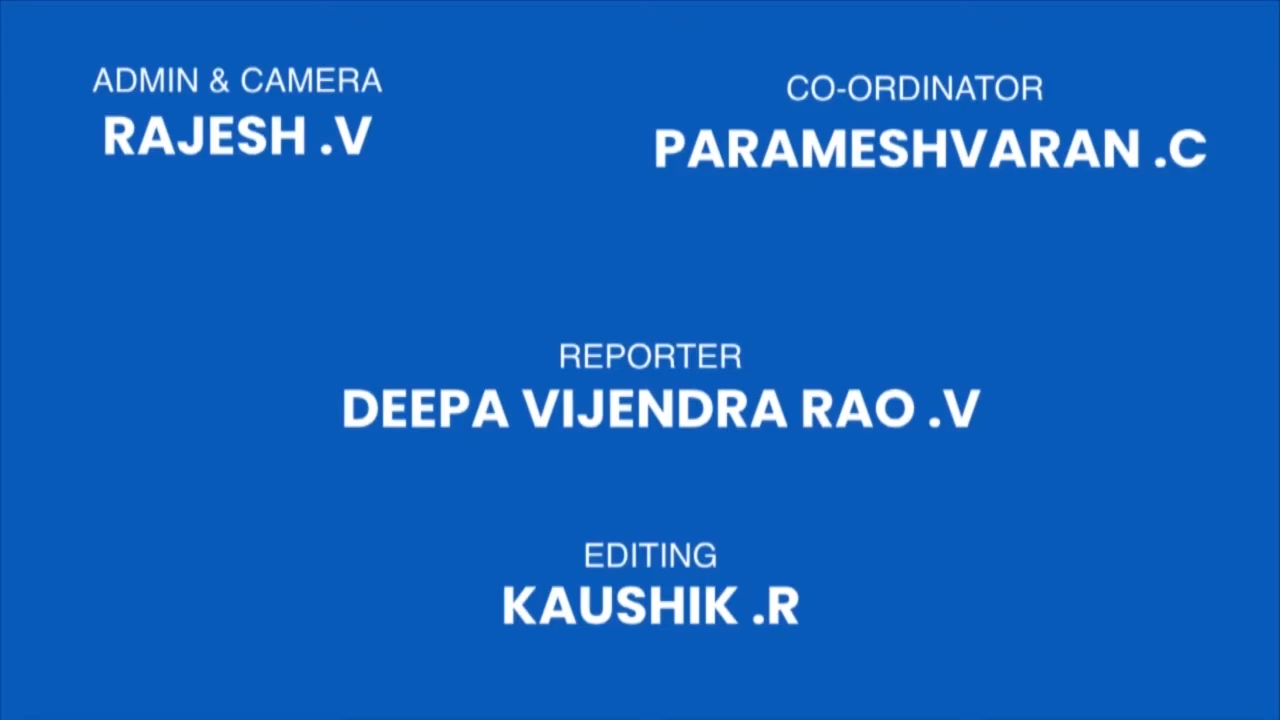 ADMIN & CAMERA
RAJESH .V
CO-ORDINATOR
PARAMESHVARAN .C
REPORTER
DEEPA VIJENDRA RAO .V
EDITING
KAUSHIK .R